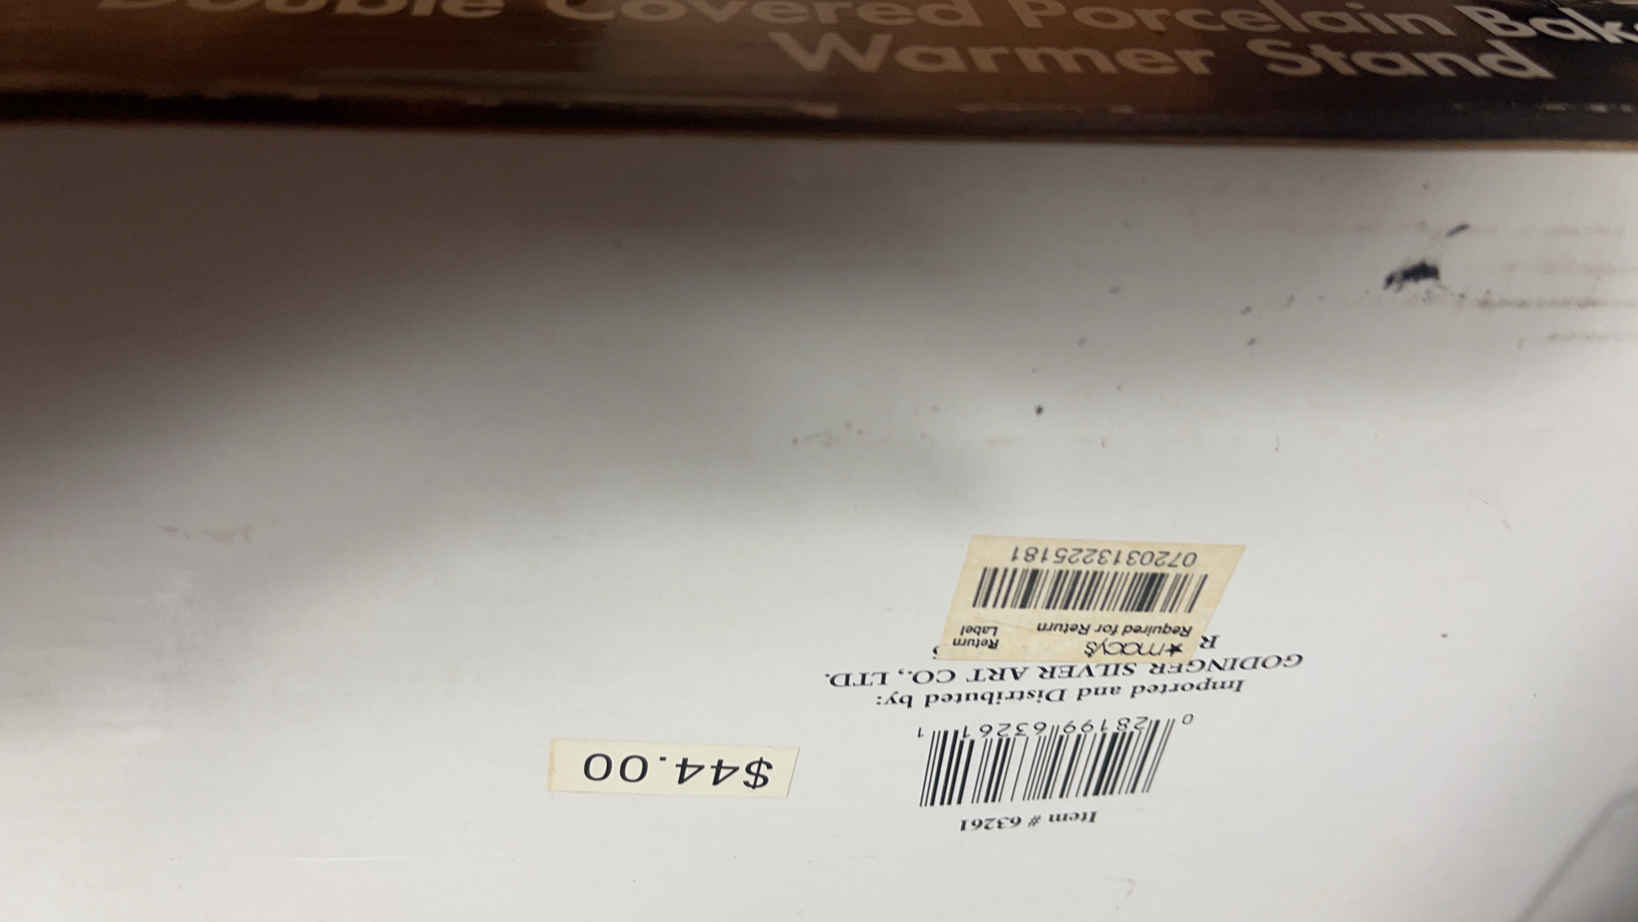 Double Covered Porcelain
Warmer Stand
Item # 63261
0 28199 63261 1
$44.00
Imported and Distributed by:
GODINGER SILVER ART CO., LTD.
R
★macy's Return
Required for Return Label
0720313225181